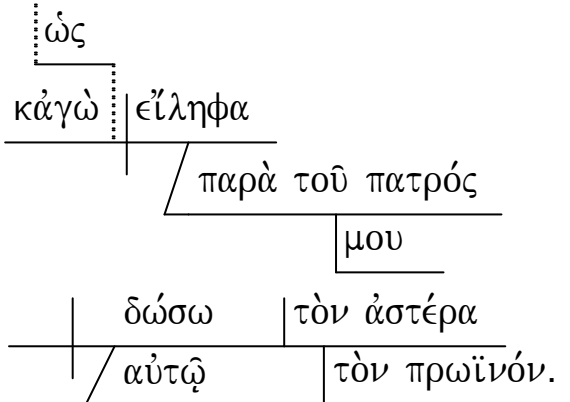 ὡς
κἀγὼ εἴληφα
παρὰ τοῦ πατρός
μου
δώσω τὸν ἀστέρα
αὐτῷ τὸν πρωϊνόν.